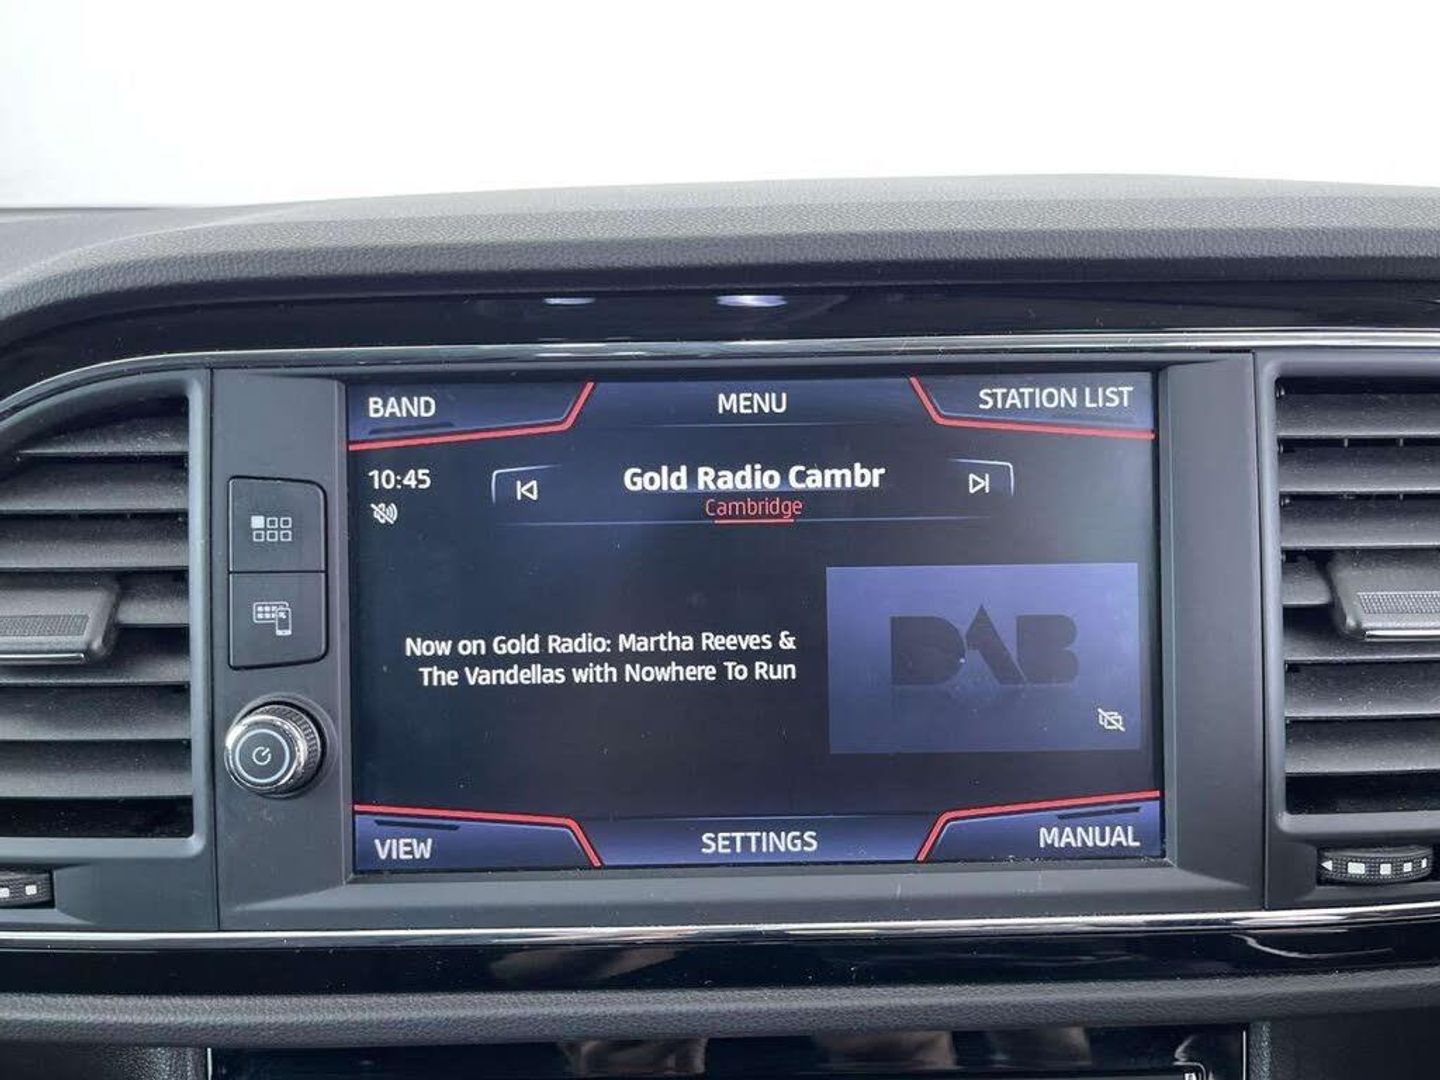 BAND MENU STATION LIST
10:45
Gold Radio Cambr
Cambridge
Now on Gold Radio: Martha Reeves &
The Vandellas with Nowhere To Run
DAB
VIEW SETTINGS MANUAL